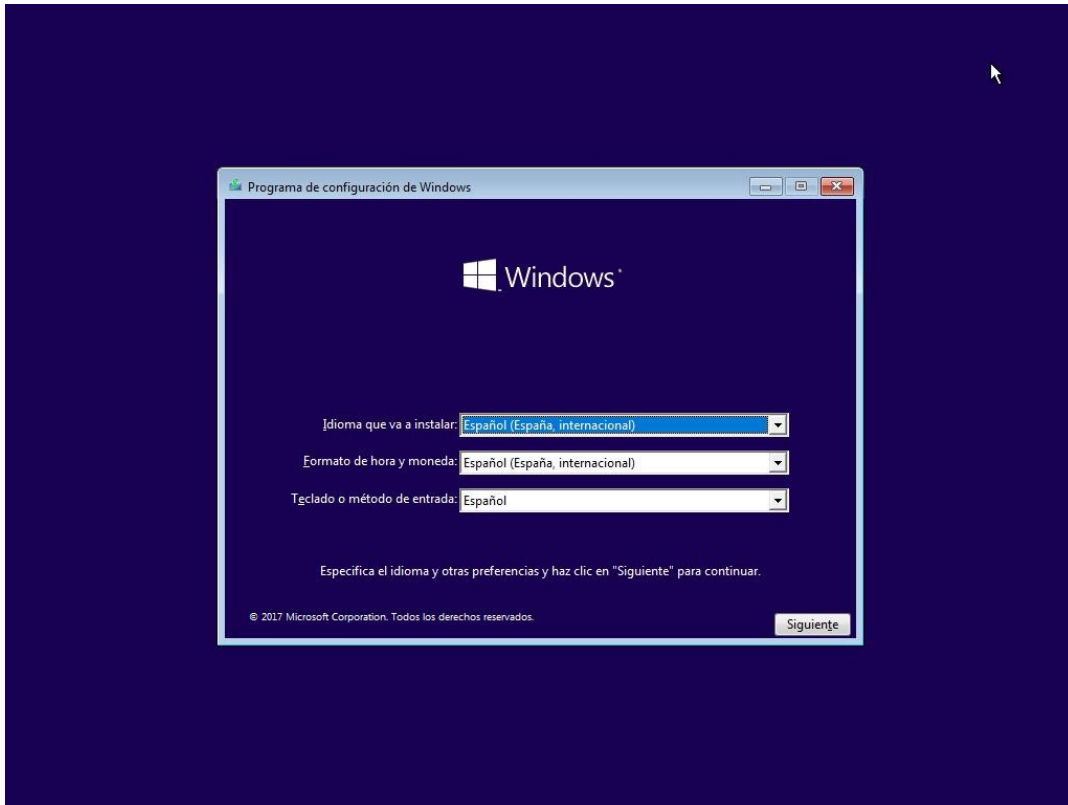 Programa de configuración de Windows
Windows
Idioma que va a instalar: Español (España, internacional)
Formato de hora y moneda: Español (España, internacional)
Teclado o método de entrada: Español
Especifica el idioma y otras preferencias y haz clic en "Siguiente" para continuar.
© 2017 Microsoft Corporation. Todos los derechos reservados.
Siguiente